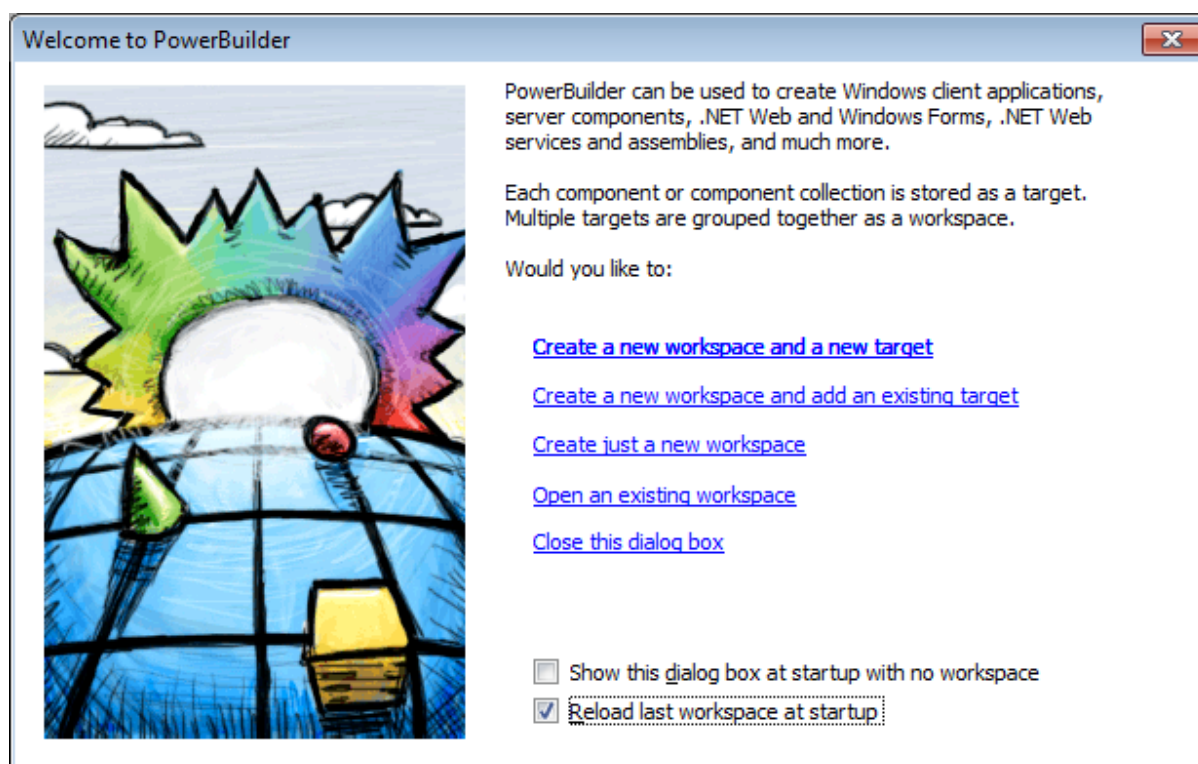 Welcome to PowerBuilder
PowerBuilder can be used to create Windows client applications,
server components, .NET Web and Windows Forms, .NET Web
services and assemblies, and much more.
Each component or component collection is stored as a target.
Multiple targets are grouped together as a workspace.
Would you like to:
Create a new workspace and a new target
Create a new workspace and add an existing target
Create just a new workspace
Open an existing workspace
Close this dialog box
Show this dialog box at startup with no workspace
Reload last workspace at startup